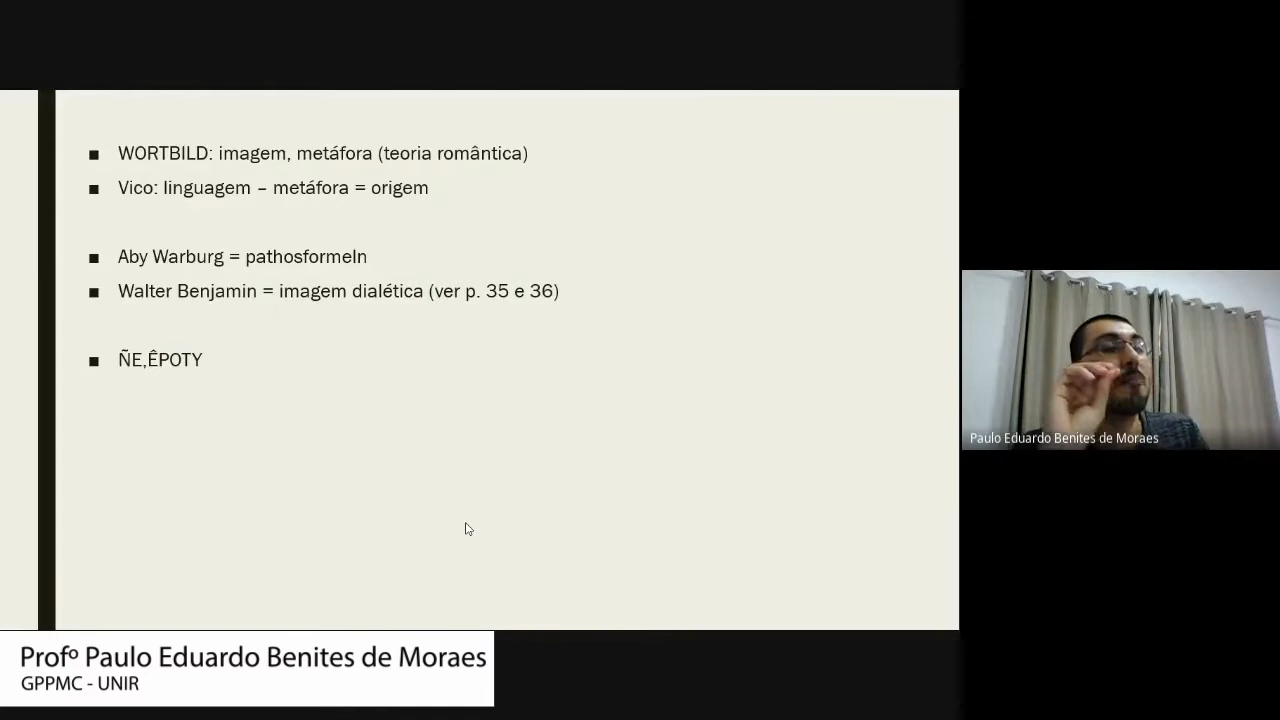 WORTBILD: imagem, metáfora (teoria romântica)
Vico: linguagem – metáfora = origem
Aby Warburg = pathosformeln
Walter Benjamin = imagem dialética (ver p. 35 e 36)
ÑE,ÊPOTY
Paulo Eduardo Benites de Moraes
Profº Paulo Eduardo Benites de Moraes
GPPMC - UNIR